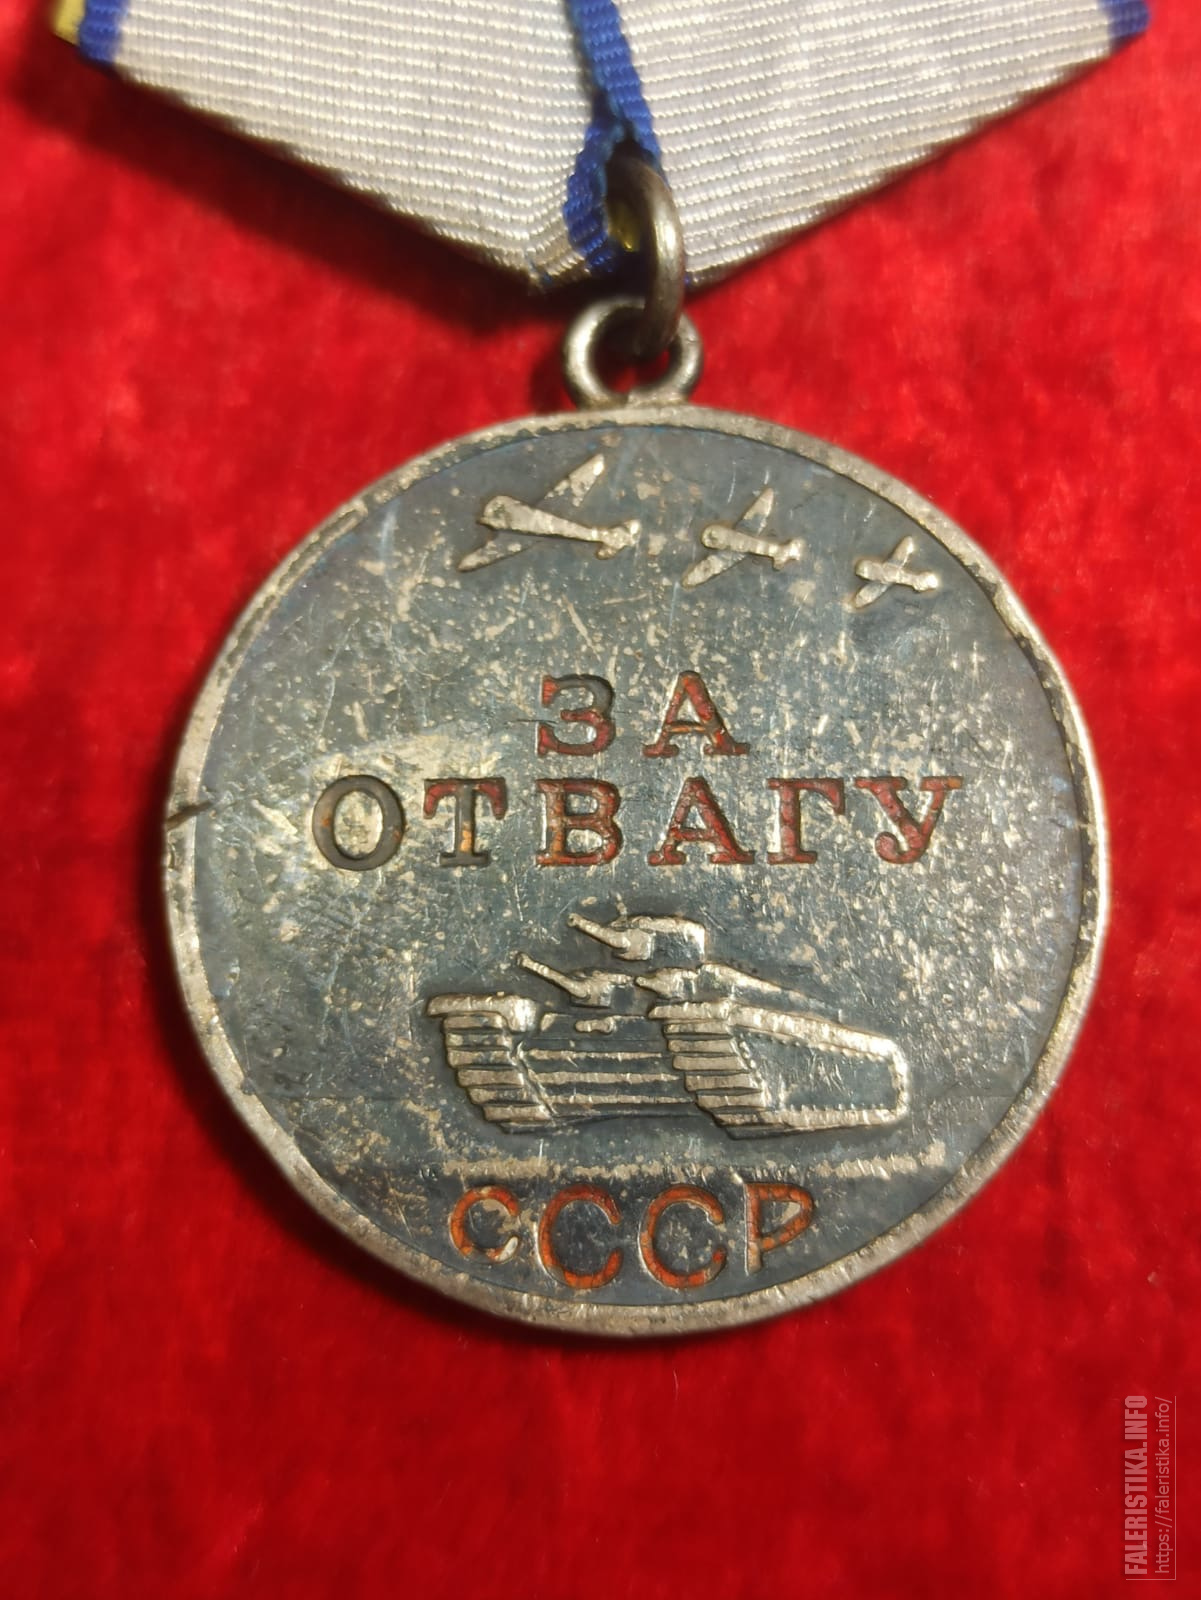 ЗА
ОТВАГУ
СССР
FALERISTIKA.INFO
https://faleristika.info/